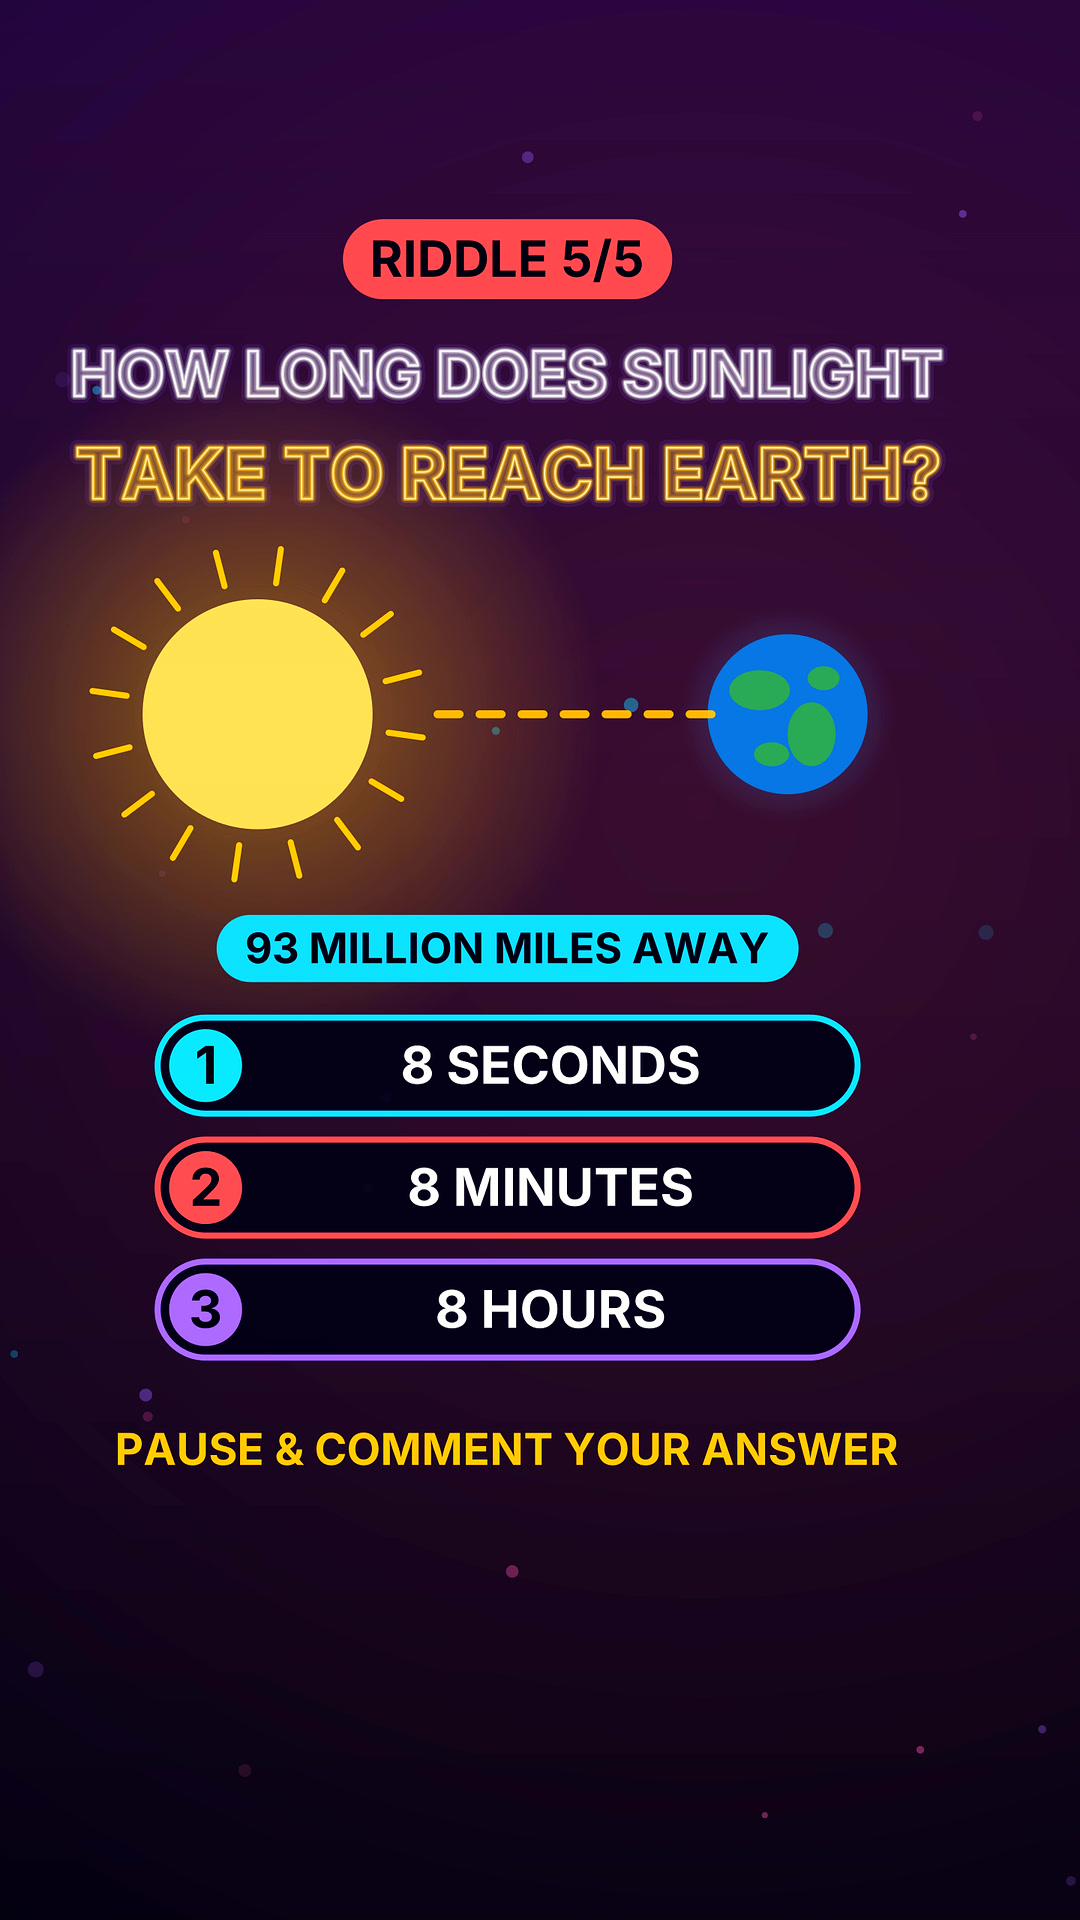 RIDDLE 5/5
HOW LONG DOES SUNLIGHT
TAKE TO REACH EARTH?
93 MILLION MILES AWAY
1 8 SECONDS
2 8 MINUTES
3 8 HOURS
PAUSE & COMMENT YOUR ANSWER